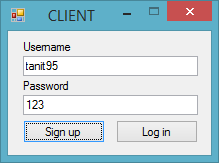 CLIENT
Username
tanit95
Password
123
Sign up
Log in